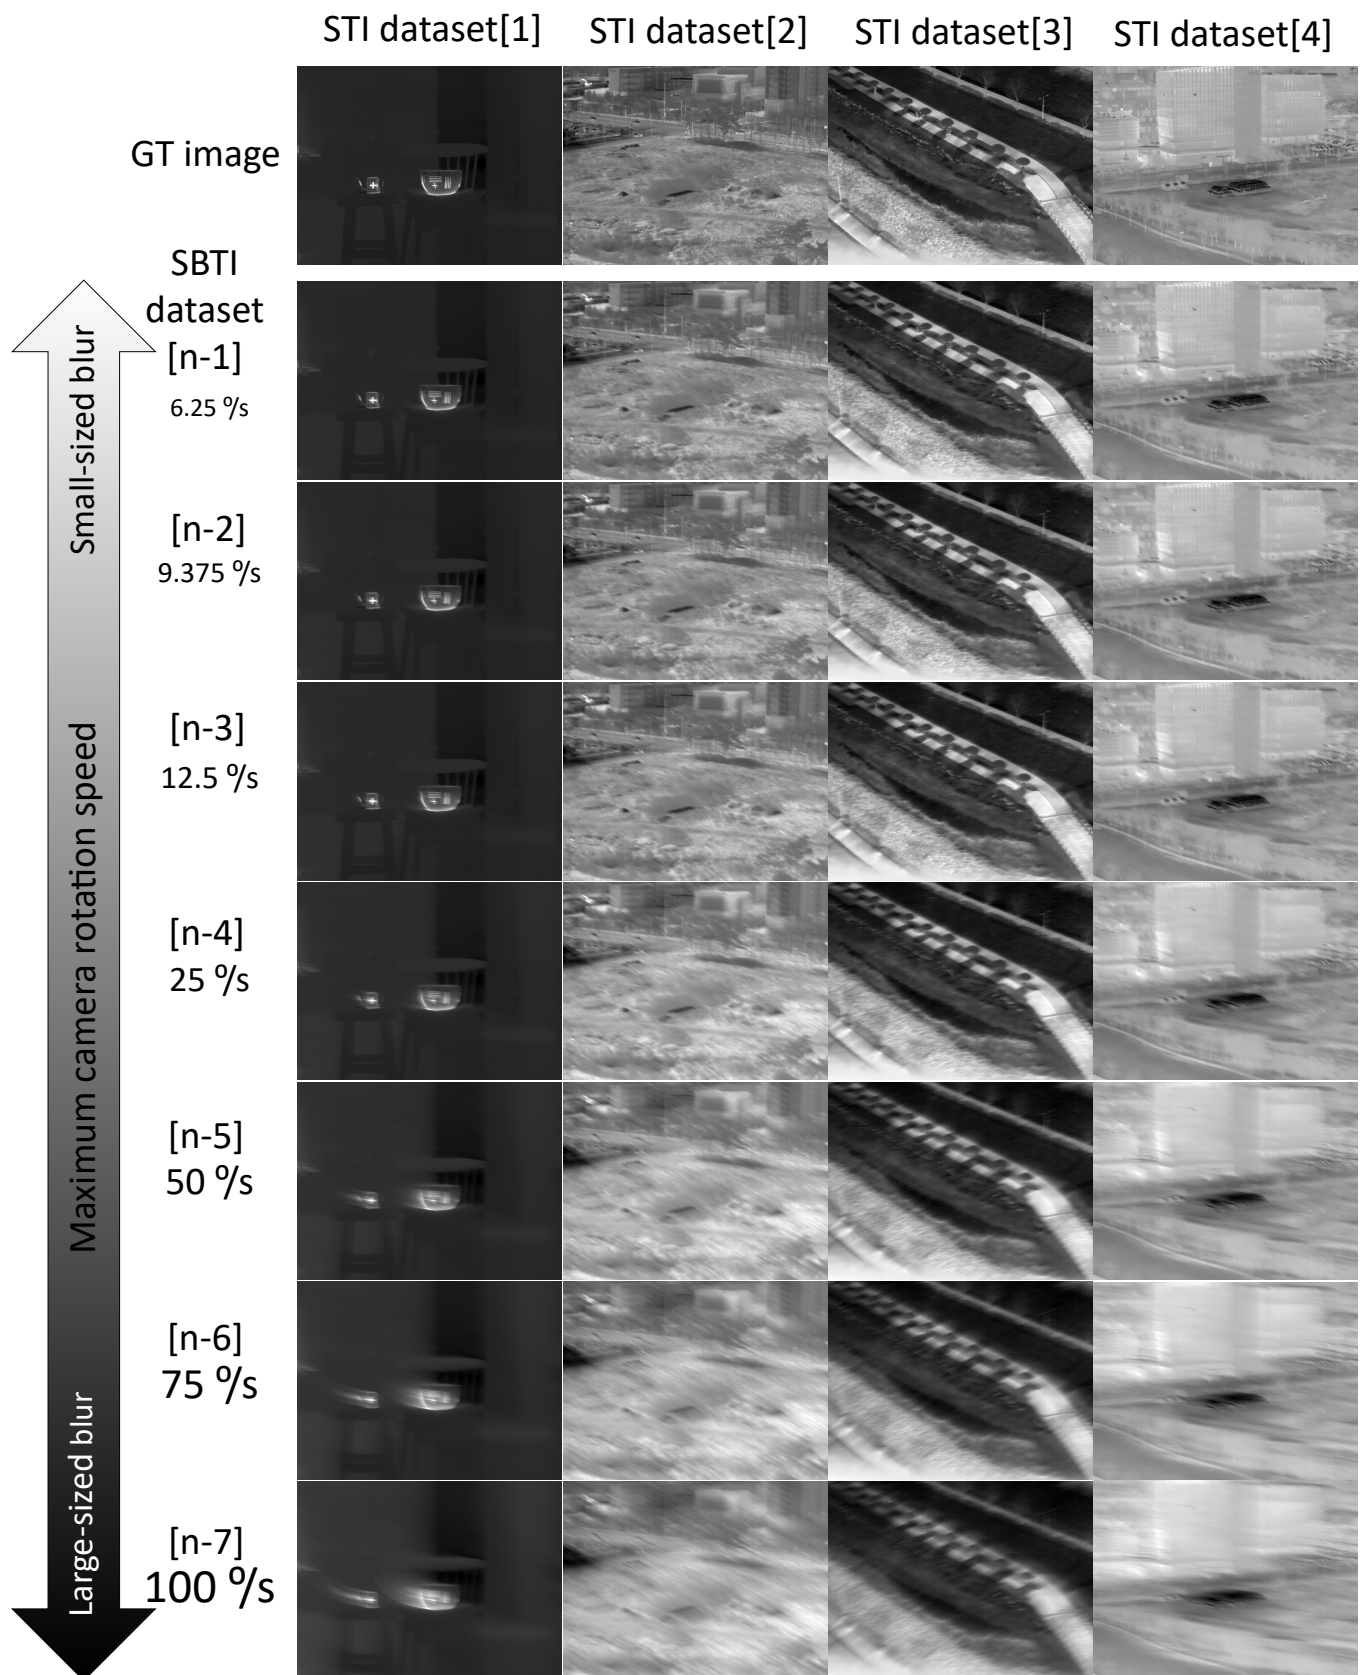 STI dataset[1] STI dataset[2] STI dataset[3] STI dataset[4]
GT image
SBTI
dataset
[n-1]
6.25 º/s
[n-2]
9.375 º/s
[n-3]
12.5 º/s
[n-4]
25 º/s
[n-5]
50 º/s
[n-6]
75 º/s
[n-7]
100 º/s
Small-sized blur
Maximum camera rotation speed
Large-sized blur